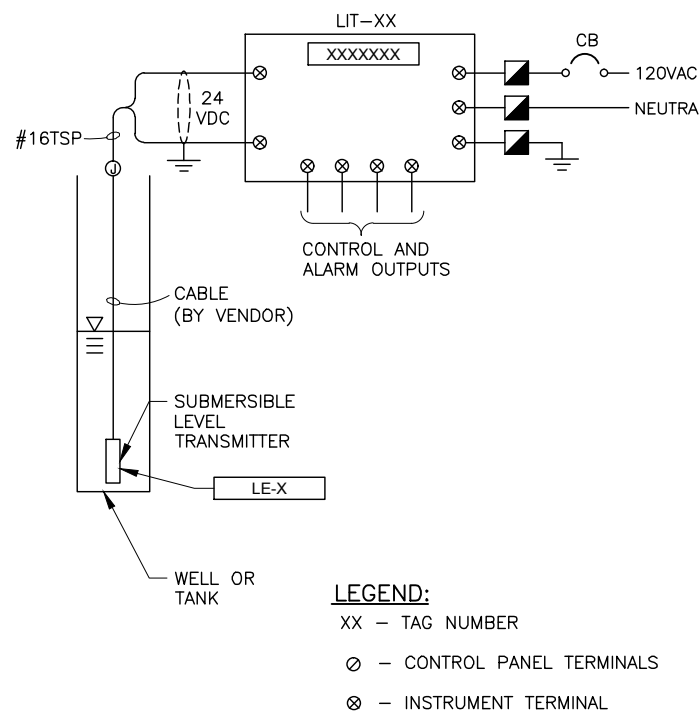 LIT-XX
XXXXXXX
CB
120VAC
24
VDC
NEUTRA
#16TSP
J
CONTROL AND
ALARM OUTPUTS
CABLE
(BY VENDOR)
SUBMERSIBLE
LEVEL
TRANSMITTER
LE-X
WELL OR
TANK
LEGEND:
XX – TAG NUMBER
– CONTROL PANEL TERMINALS
– INSTRUMENT TERMINAL